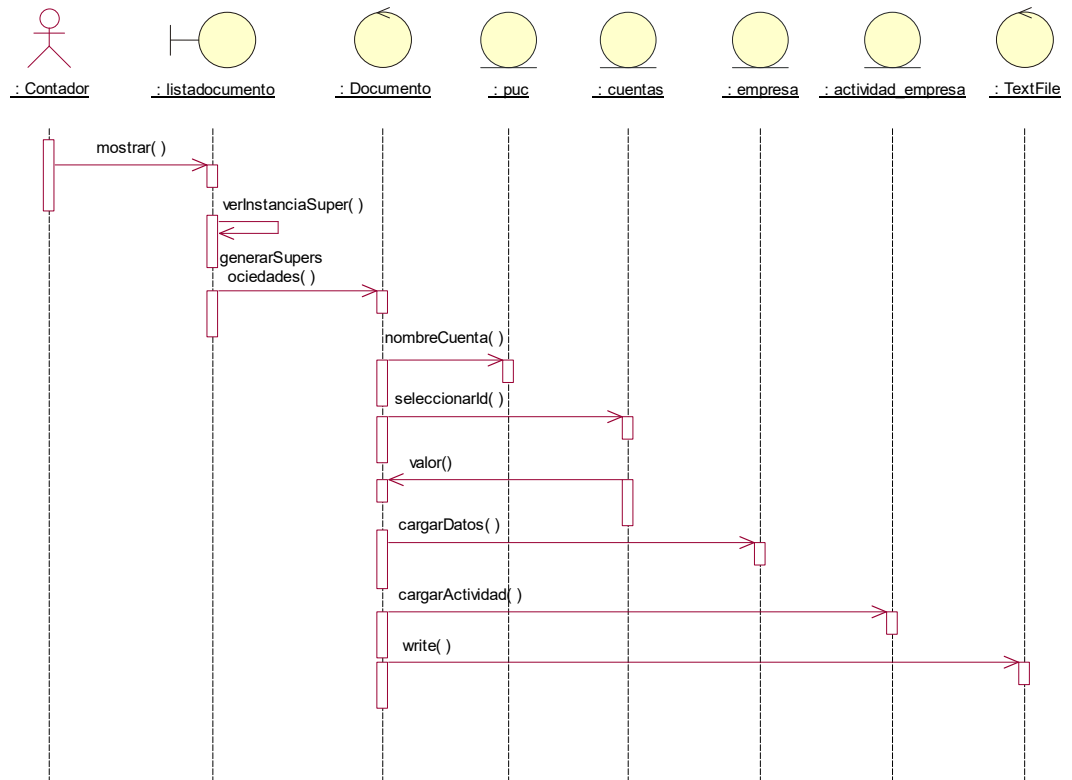 : Contador
: listadocumento
: Documento
: puc
: cuentas
: empresa
: actividad_empresa
: TextFile
mostrar( )
verInstanciaSuper( )
generarSupers
ociedades( )
nombreCuenta( )
seleccionarId( )
valor()
cargarDatos( )
cargarActividad( )
write( )